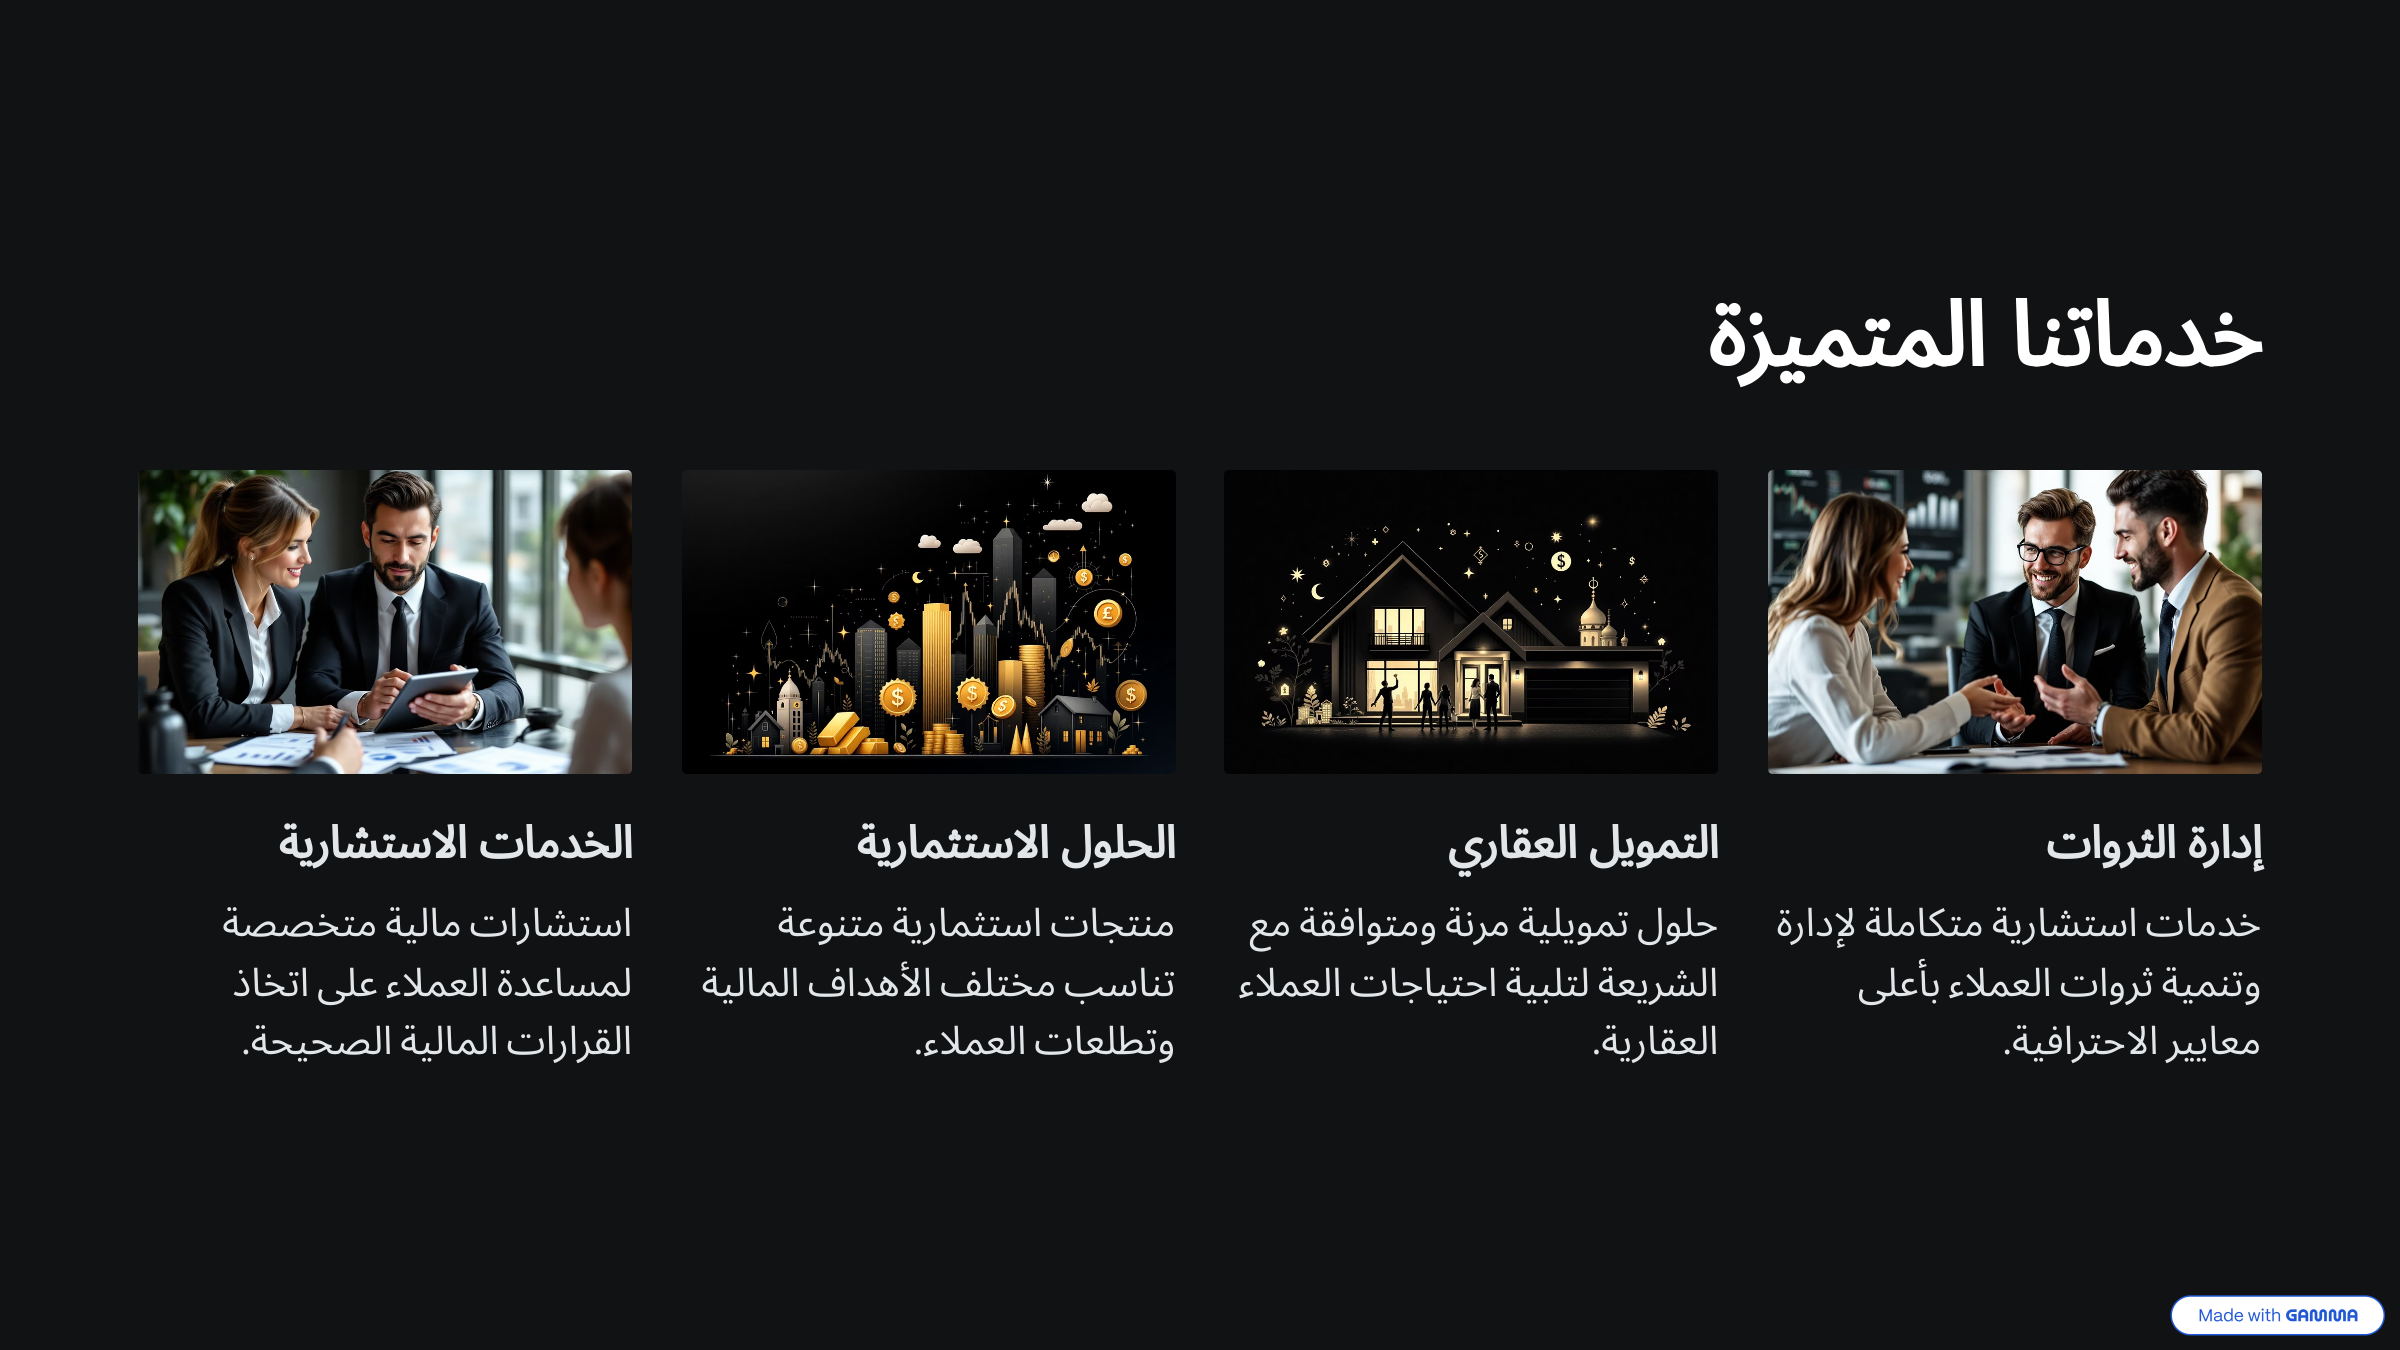 خدماتنا المتميزة
إدارة الثروات
خدمات استشارية متكاملة لإدارة
وتنمية ثروات العملاء بأعلى
معايير الاحترافية.
التمويل العقاري
حلول تمويلية مرنة ومتوافقة مع
الشريعة لتلبية احتياجات العملاء
العقارية.
الحلول الاستثمارية
منتجات استثمارية متنوعة
تناسب مختلف الأهداف المالية
وتطلعات العملاء.
الخدمات الاستشارية
استشارات مالية متخصصة
لمساعدة العملاء على اتخاذ
القرارات المالية الصحيحة.
Made with GAMMA